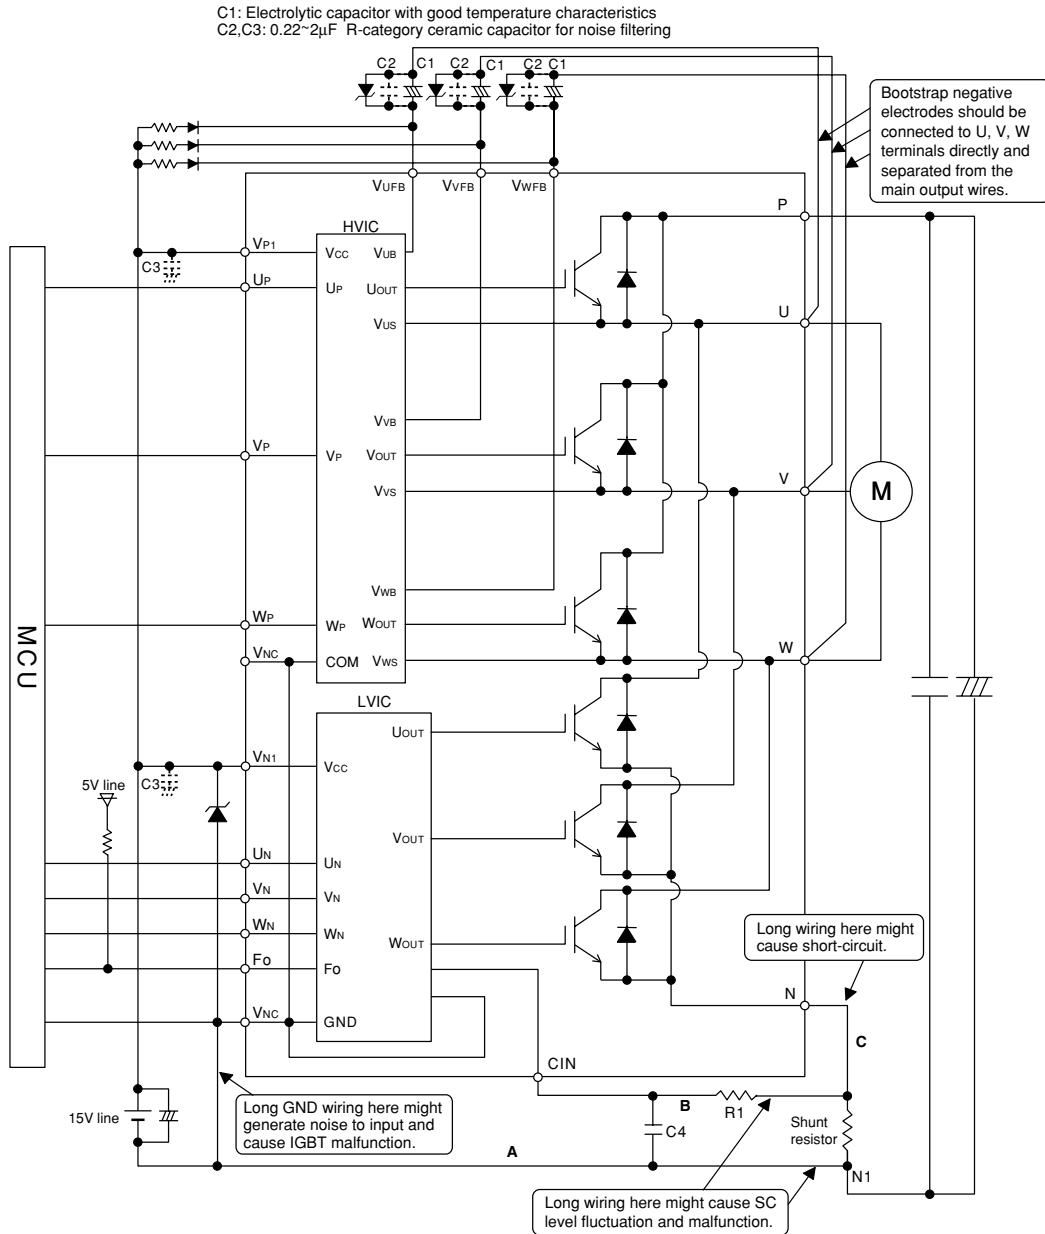 C1: Electrolytic capacitor with good temperature characteristics
C2,C3: 0.22~2μF R-category ceramic capacitor for noise filtering
C2 C1 C2 C1 C2 C1
Bootstrap negative
electrodes should be
connected to U, V, W
terminals directly and
separated from the
main output wires.
VUFB VVFB VWFB
P
HVIC
VP1 VCC VUB
C3
UP UP UOUT
VUS U
VVB
VP VP VOUT
VVS V
M
VWB
WP WP WOUT
VNC COM VWS W
MCU
LVIC
UOUT
VN1 VCC
C3
5V line
VOUT
UN UN
VN VN
WN WN WOUT
Long wiring here might
cause short-circuit.
FO FO
N
VNC GND
C
CIN
15V line
Long GND wiring here might
generate noise to input and
cause IGBT malfunction.
B R1
C4
Shunt
resistor
A
N1
Long wiring here might cause SC
level fluctuation and malfunction.